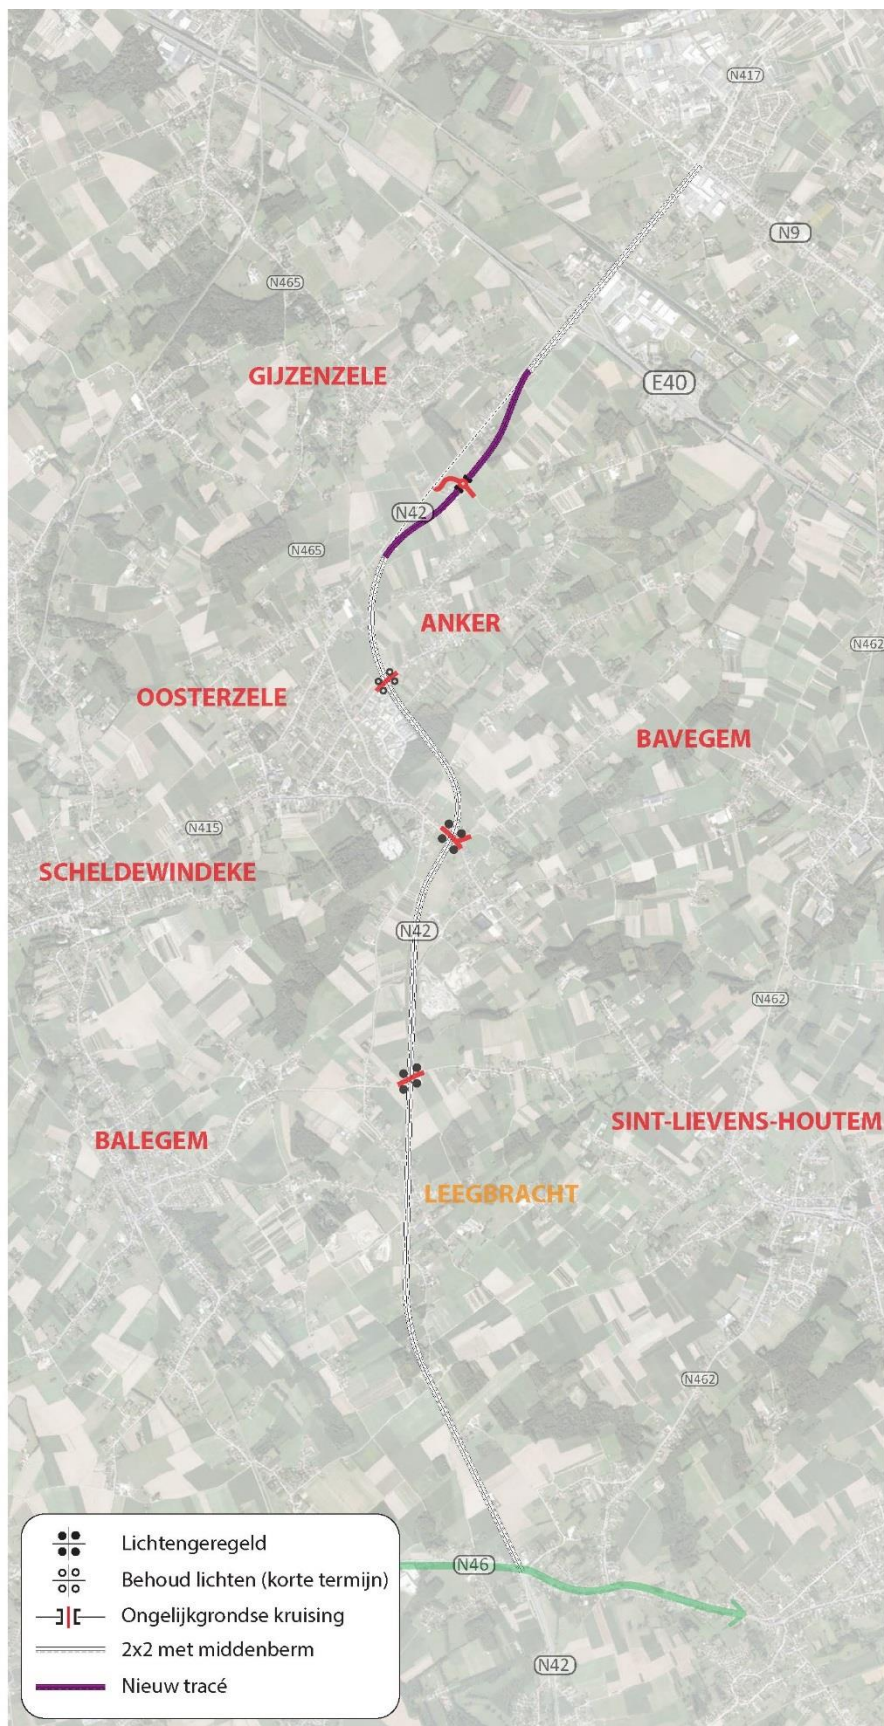 N417
N9
N465
GIJZENZELE
E40
N42
N465
ANKER
N462
OOSTERZELE
BAVEGEM
N415
SCHELDEWINDEKE
N42
N462
SINT-LIEVENS-HOUTEM
BALEGEM
LEEGBRACHT
N462
Lichtengeregeld
Behoud lichten (korte termijn)
Ongelijkgrondse kruising
2x2 met middenberm
Nieuw tracé
N46
N42